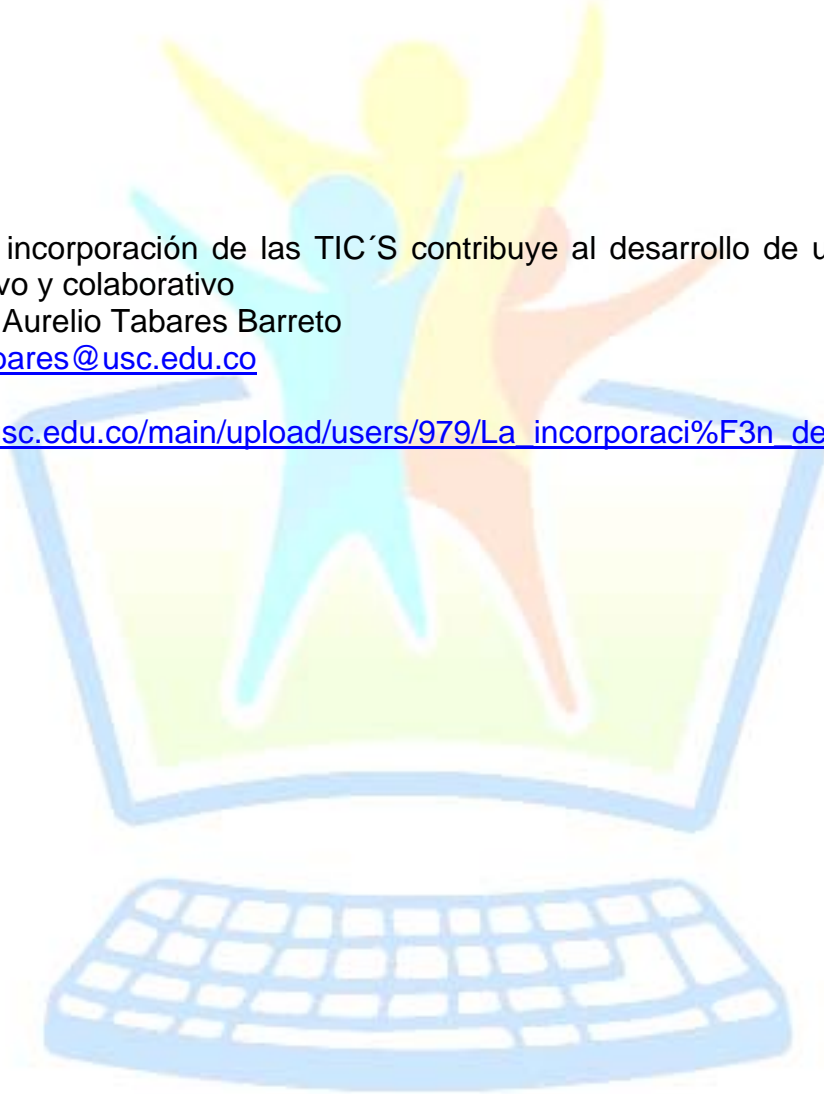 incorporación de las TIC´S contribuye al desarrollo de u
vo y colaborativo
Aurelio Tabares Barreto
bares@usc.edu.co
sc.edu.co/main/upload/users/979/La_incorporaci%F3n_de